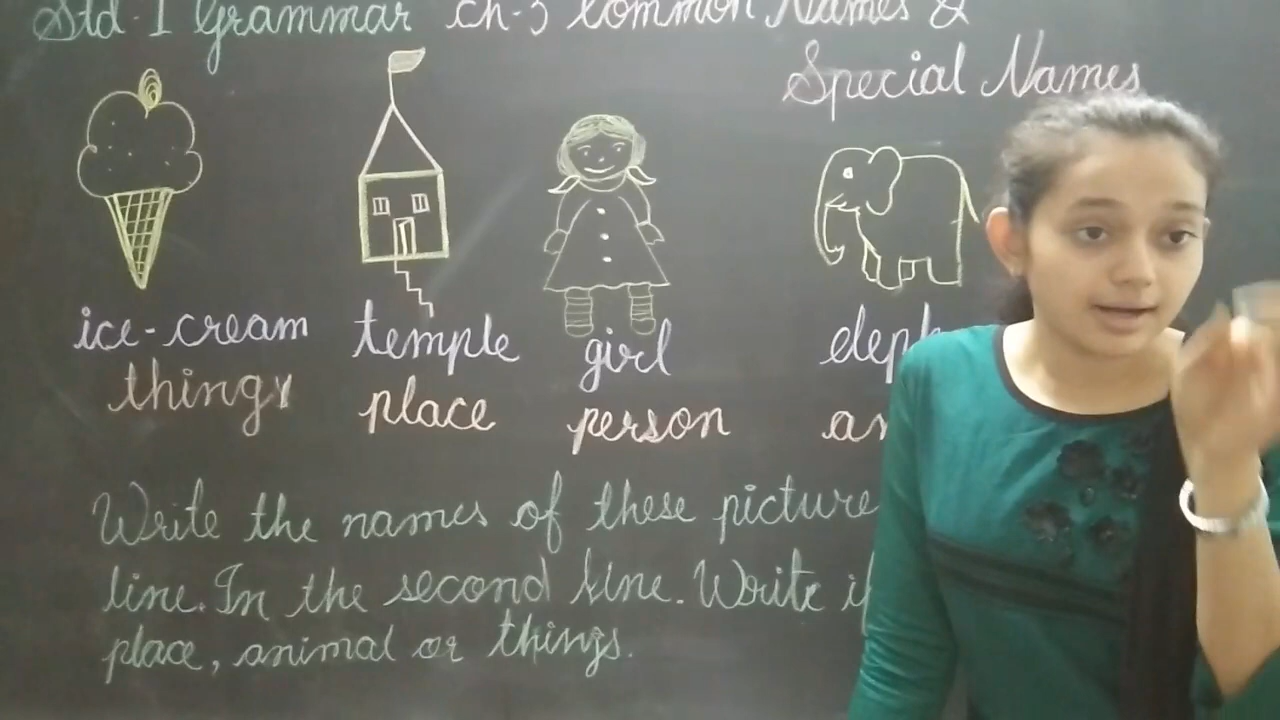 Std-1 Grammar ch-3 Common Names &
Special Names
ice-cream temple girl
things place person
Write the names of these picture
line. In the second line. Write
place, animal or things.